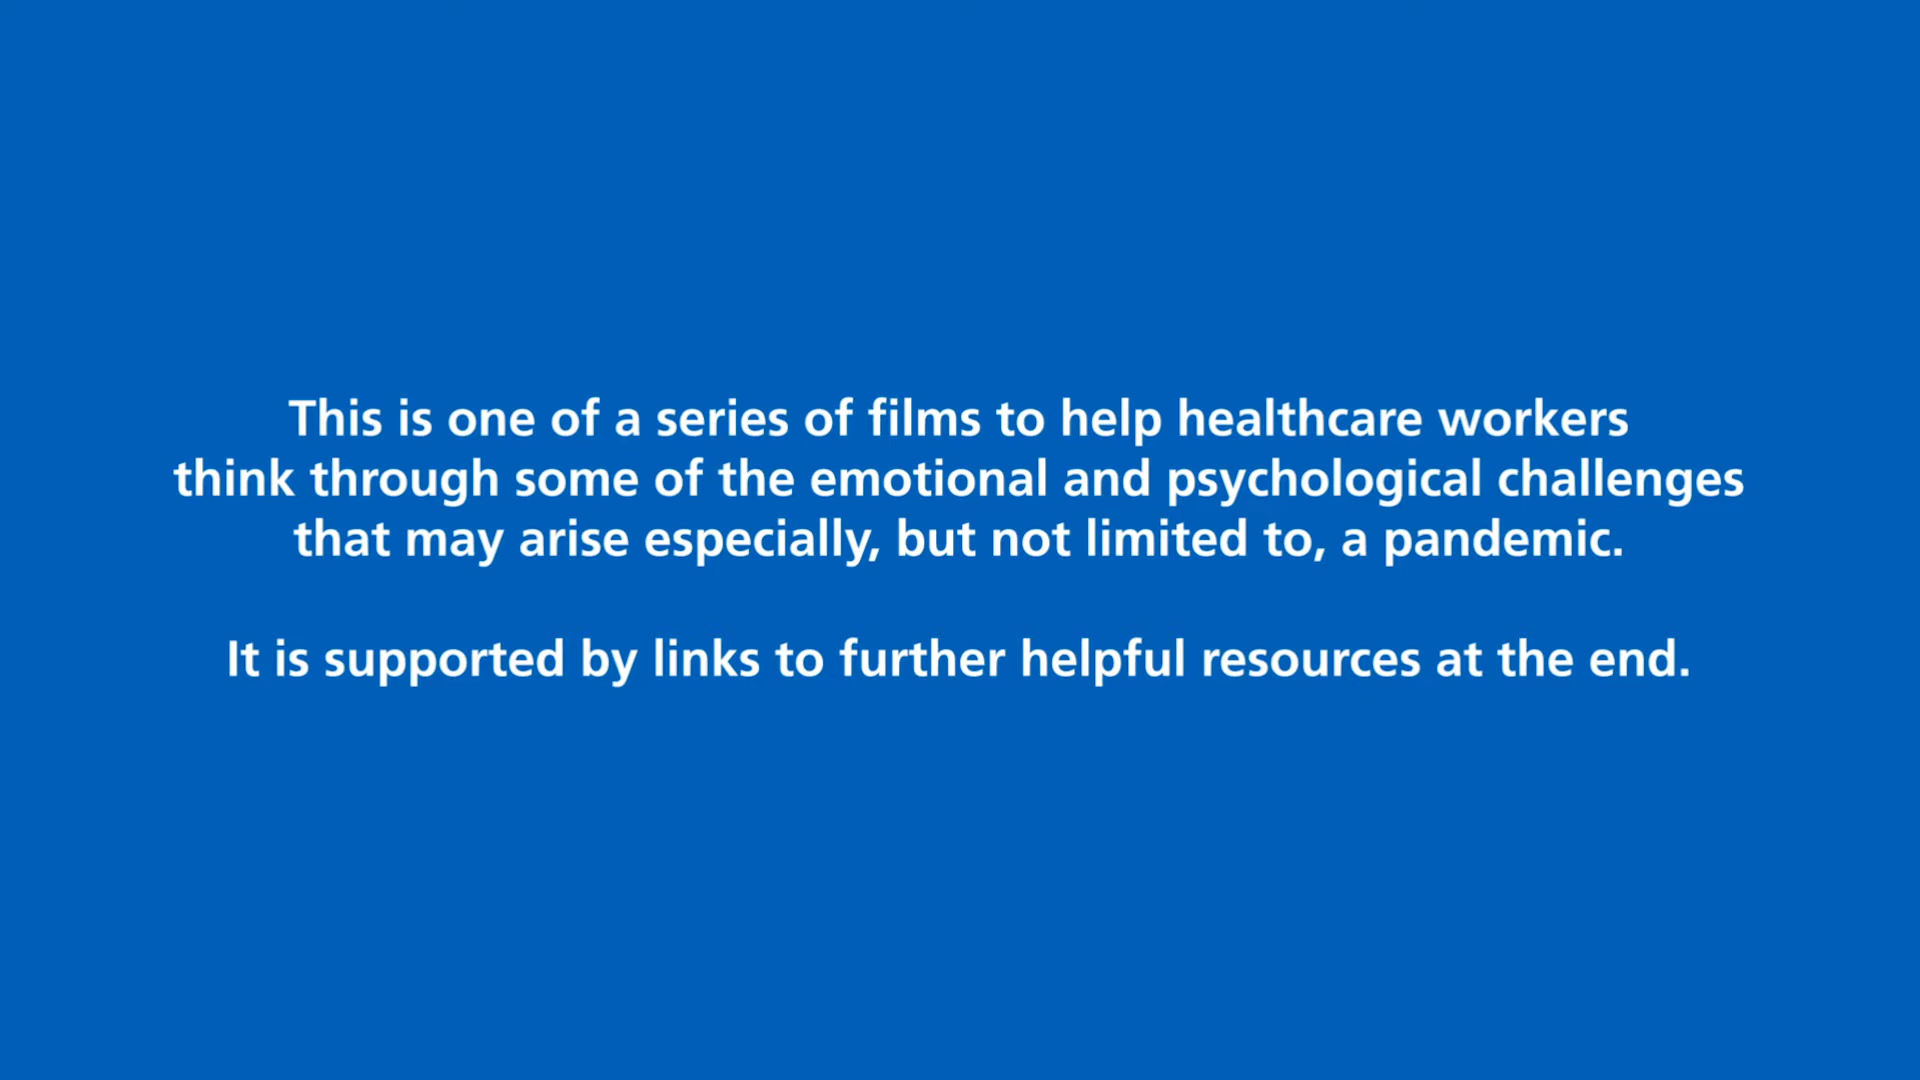 This is one of a series of films to help healthcare workers
think through some of the emotional and psychological challenges
that may arise especially, but not limited to, a pandemic.
It is supported by links to further helpful resources at the end.